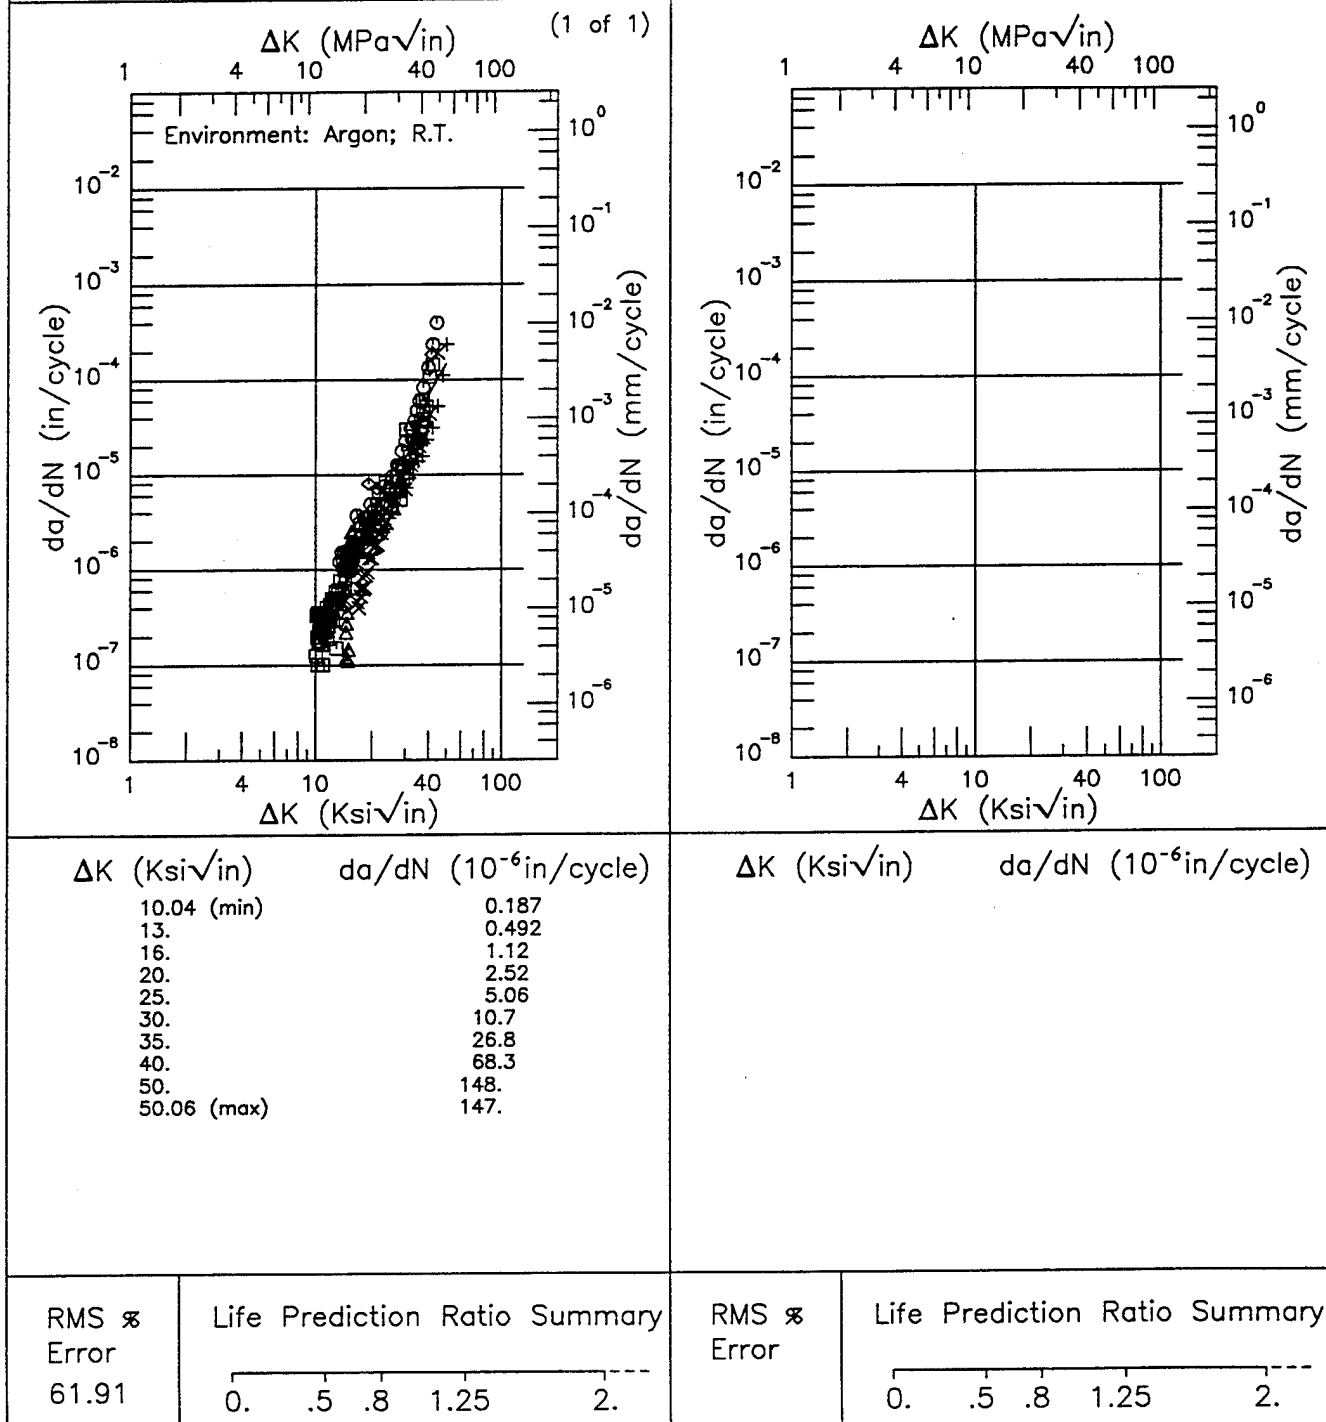 (1 of 1)
ΔK (MPa√in)
1 4 10 40 100
Environment: Argon; R.T.
10⁻²
10⁻³
10⁻⁴
10⁻⁵
10⁻⁶
10⁻⁷
10⁻⁸
da/dN (in/cycle)
10⁰
10⁻¹
10⁻²
10⁻³
10⁻⁴
10⁻⁵
10⁻⁶
da/dN (mm/cycle)
1 4 10 40 100
ΔK (Ksi√in)
ΔK (MPa√in)
1 4 10 40 100
10⁻²
10⁻³
10⁻⁴
10⁻⁵
10⁻⁶
10⁻⁷
10⁻⁸
da/dN (in/cycle)
10⁰
10⁻¹
10⁻²
10⁻³
10⁻⁴
10⁻⁵
10⁻⁶
da/dN (mm/cycle)
1 4 10 40 100
ΔK (Ksi√in)
ΔK (Ksi√in) da/dN (10⁻⁶in/cycle)
10.04 (min) 0.187
13. 0.492
16. 1.12
20. 2.52
25. 5.06
30. 10.7
35. 26.8
40. 68.3
50. 148.
50.06 (max) 147.
ΔK (Ksi√in) da/dN (10⁻⁶in/cycle)
RMS %
Error
61.91
Life Prediction Ratio Summary
0. .5 .8 1.25 2.
RMS %
Error
Life Prediction Ratio Summary
0. .5 .8 1.25 2.